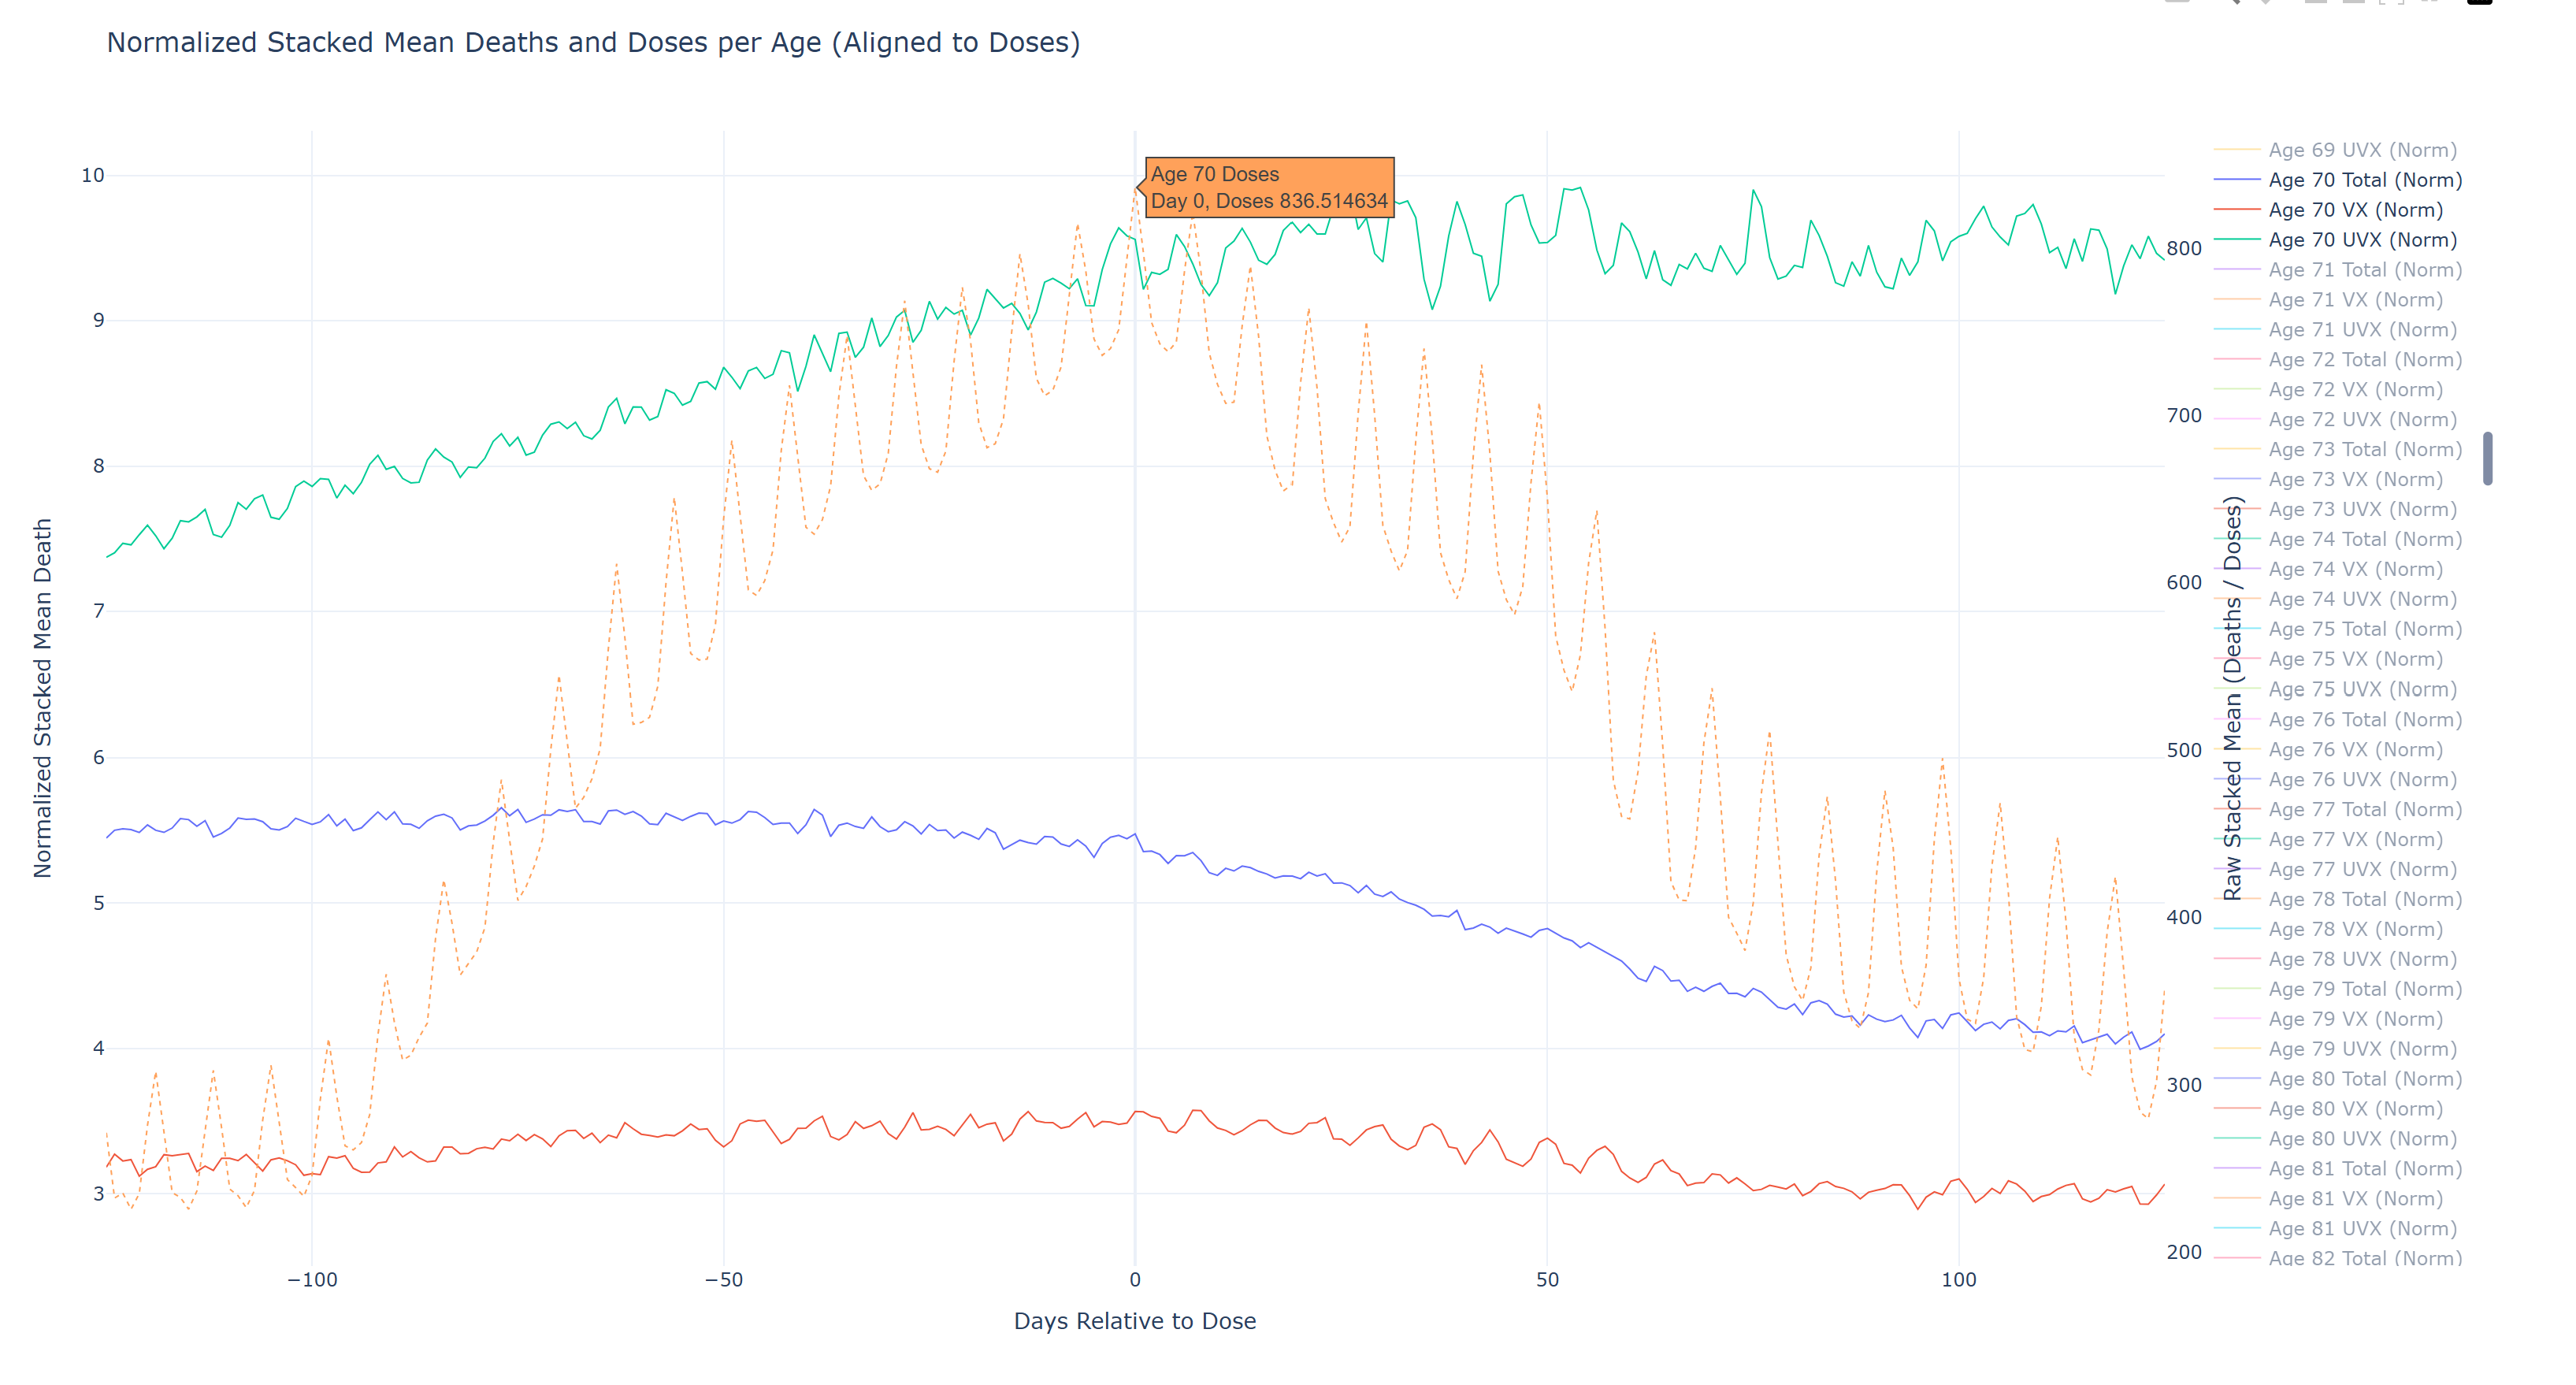 Normalized Stacked Mean Deaths and Doses per Age (Aligned to Doses)
Age 70 Doses
Day 0, Doses 836.514634
10
9
8
7
6
5
4
3
Normalized Stacked Mean Death
−100
−50
0
50
100
Days Relative to Dose
800
700
600
500
400
300
200
Raw Stacked Mean (Deaths / Doses)
Age 69 UVX (Norm)
Age 70 Total (Norm)
Age 70 VX (Norm)
Age 70 UVX (Norm)
Age 71 Total (Norm)
Age 71 VX (Norm)
Age 71 UVX (Norm)
Age 72 Total (Norm)
Age 72 VX (Norm)
Age 72 UVX (Norm)
Age 73 Total (Norm)
Age 73 VX (Norm)
Age 73 UVX (Norm)
Age 74 Total (Norm)
Age 74 VX (Norm)
Age 74 UVX (Norm)
Age 75 Total (Norm)
Age 75 VX (Norm)
Age 75 UVX (Norm)
Age 76 Total (Norm)
Age 76 VX (Norm)
Age 76 UVX (Norm)
Age 77 Total (Norm)
Age 77 VX (Norm)
Age 77 UVX (Norm)
Age 78 Total (Norm)
Age 78 VX (Norm)
Age 78 UVX (Norm)
Age 79 Total (Norm)
Age 79 VX (Norm)
Age 79 UVX (Norm)
Age 80 Total (Norm)
Age 80 VX (Norm)
Age 80 UVX (Norm)
Age 81 Total (Norm)
Age 81 VX (Norm)
Age 81 UVX (Norm)
Age 82 Total (Norm)